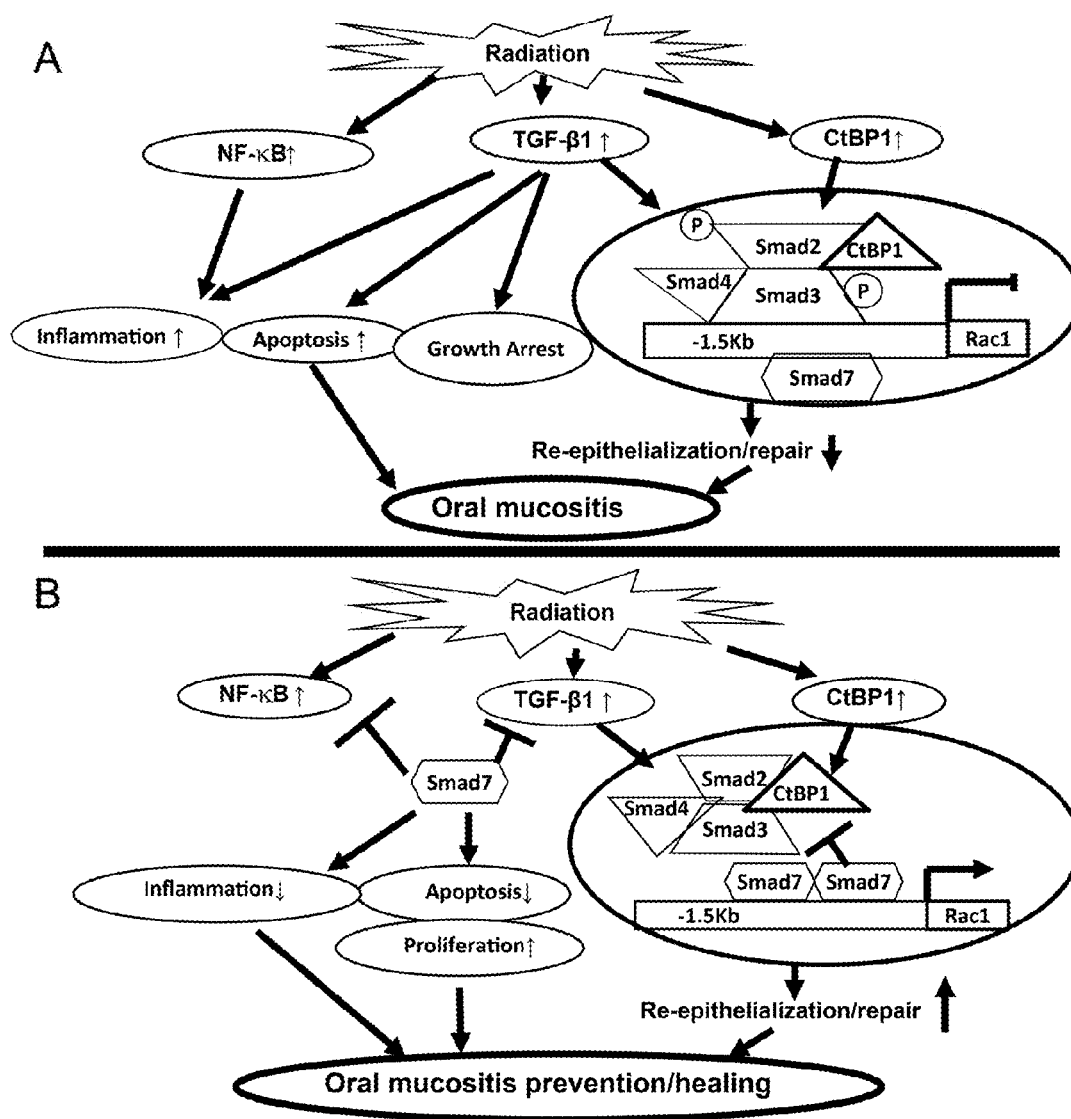 A
Radiation
NF-κB↑
TGF-β1 ↑
CtBP1↑
P
Smad2
CtBP1
Smad4
Smad3
P
Inflammation ↑
Apoptosis ↑
Growth Arrest
-1.5Kb
Rac1
Smad7
Re-epithelialization/repair
Oral mucositis
B
Radiation
NF-κB ↑
TGF-β1 ↑
CtBP1↑
Smad7
Smad2
CtBP1
Smad4
Smad3
Smad7 Smad7
Inflammation↓
Apoptosis↓
-1.5Kb
Rac1
Proliferation↑
Re-epithelialization/repair
Oral mucositis prevention/healing